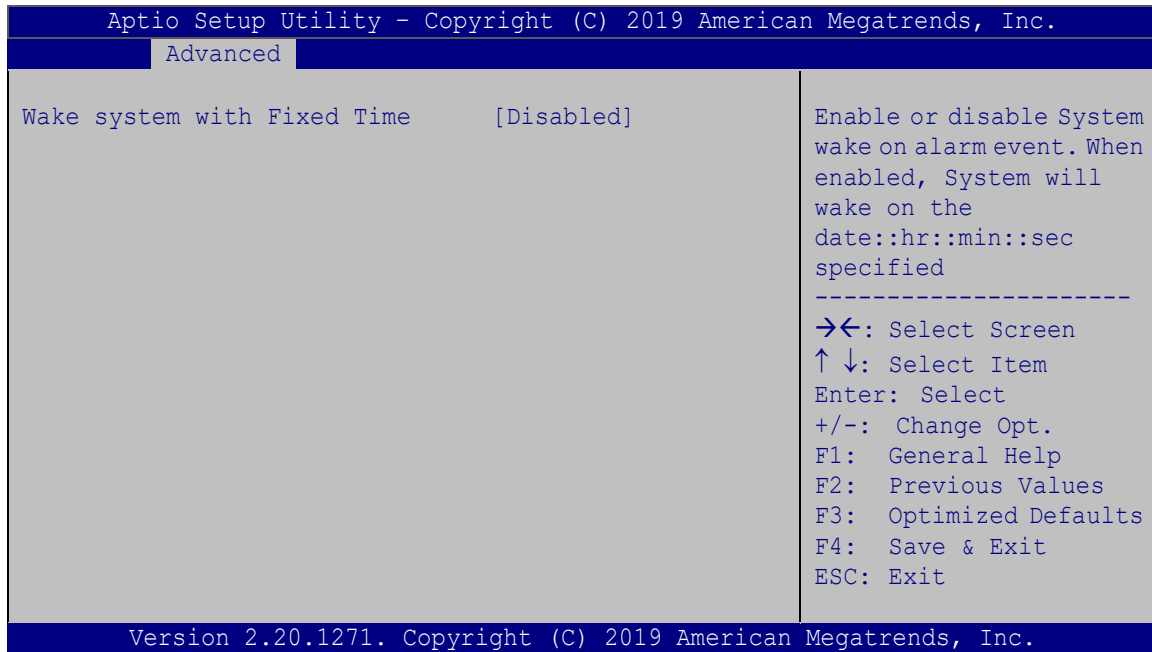 Aptio Setup Utility – Copyright (C) 2019 American Megatrends, Inc.
Advanced
Wake system with Fixed Time [Disabled]
Enable or disable System
wake on alarm event. When
enabled, System will
wake on the
date::hr::min::sec
specified
----------------------
→←: Select Screen
↑ ↓: Select Item
Enter: Select
+/-: Change Opt.
F1: General Help
F2: Previous Values
F3: Optimized Defaults
F4: Save & Exit
ESC: Exit
Version 2.20.1271. Copyright (C) 2019 American Megatrends, Inc.